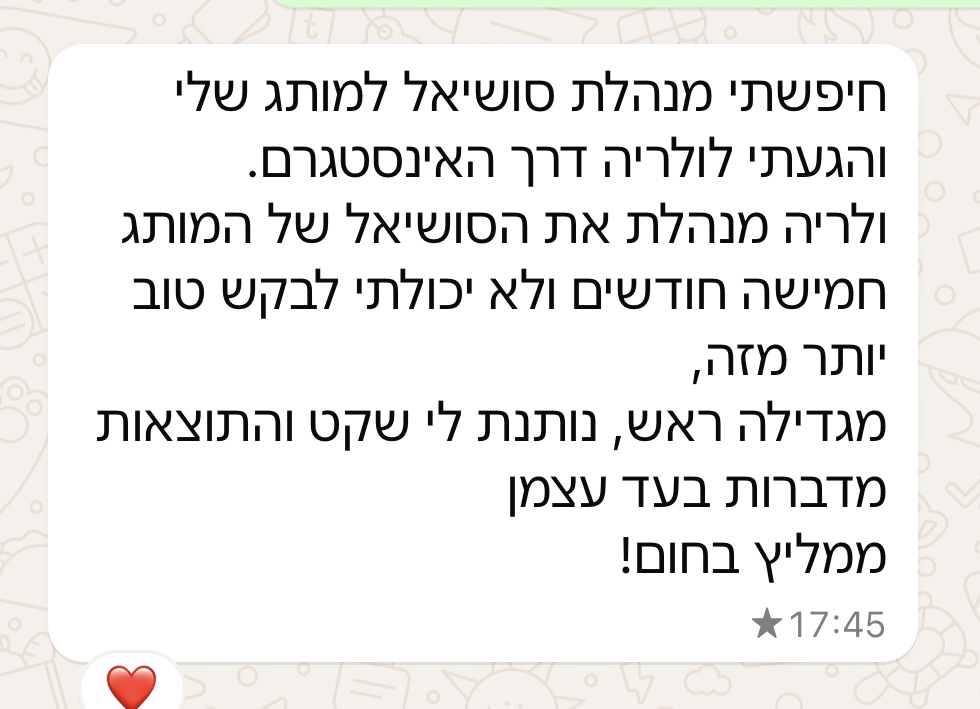 חיפשתי מנהלת סושיאל למותג שלי
והגעתי לולריה דרך האינסטגרם.
ולריה מנהלת את הסושיאל של המותג
חמישה חודשים ולא יכולתי לבקש טוב
יותר מזה,
מגדילה ראש, נותנת לי שקט והתוצאות
מדברות בעד עצמן
ממליץ בחום!
17:45